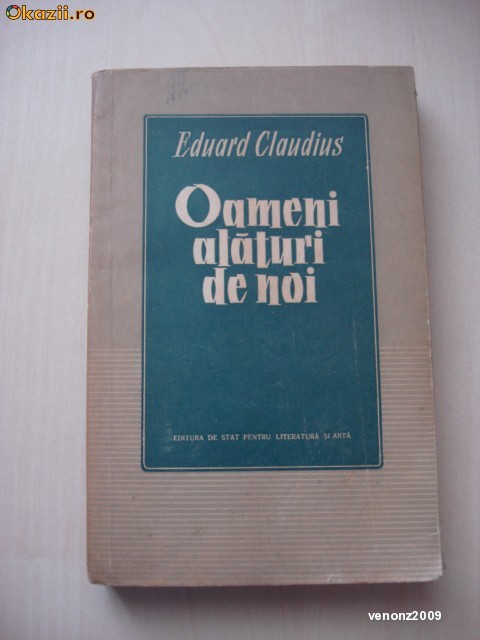 Okazii.ro
Eduard Claudius
Oameni
alături
de noi
EDITURA DE STAT PENTRU LITERATURĂ ȘI ARTĂ
venonz2009